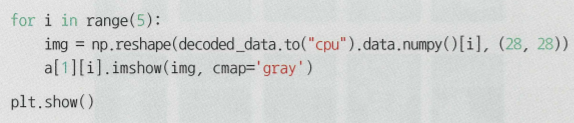 for i in range(5):
    img = np.reshape(decoded_data.to("cpu").data.numpy()[i], (28, 28))
    a[1][i].imshow(img, cmap='gray')
plt.show()